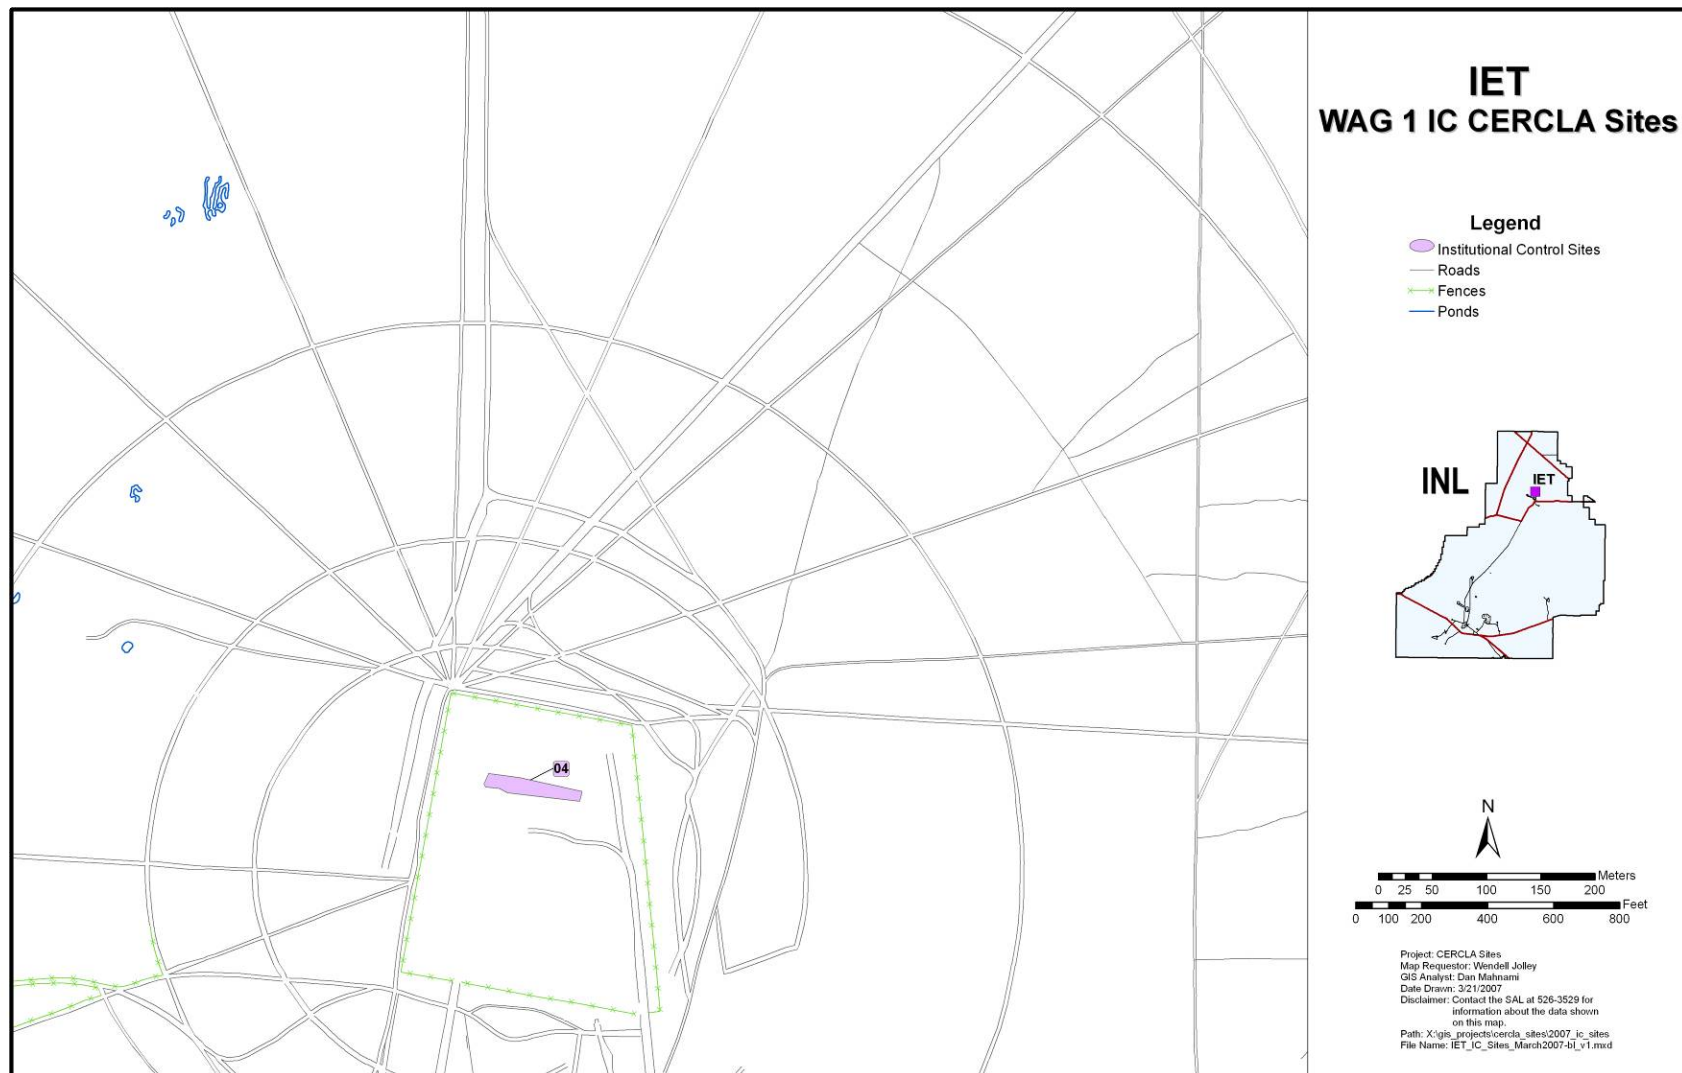 IET
WAG 1 IC CERCLA Sites
Legend
Institutional Control Sites
Roads
Fences
Ponds
INL
IET
04
N
Meters
0 25 50 100 150 200
Feet
0 100 200 400 600 800
Project: CERCLA Sites
Map Requestor: Wendell Jolley
GIS Analyst: Dan Mahnami
Date Drawn: 3/21/2007
Disclaimer: Contact the SAL at 526-3529 for
information about the data shown
on this map.
Path: X:\gis_projects\cercla_sites\2007_ic_sites
File Name: IET_IC_Sites_March2007-bl_v1.mxd